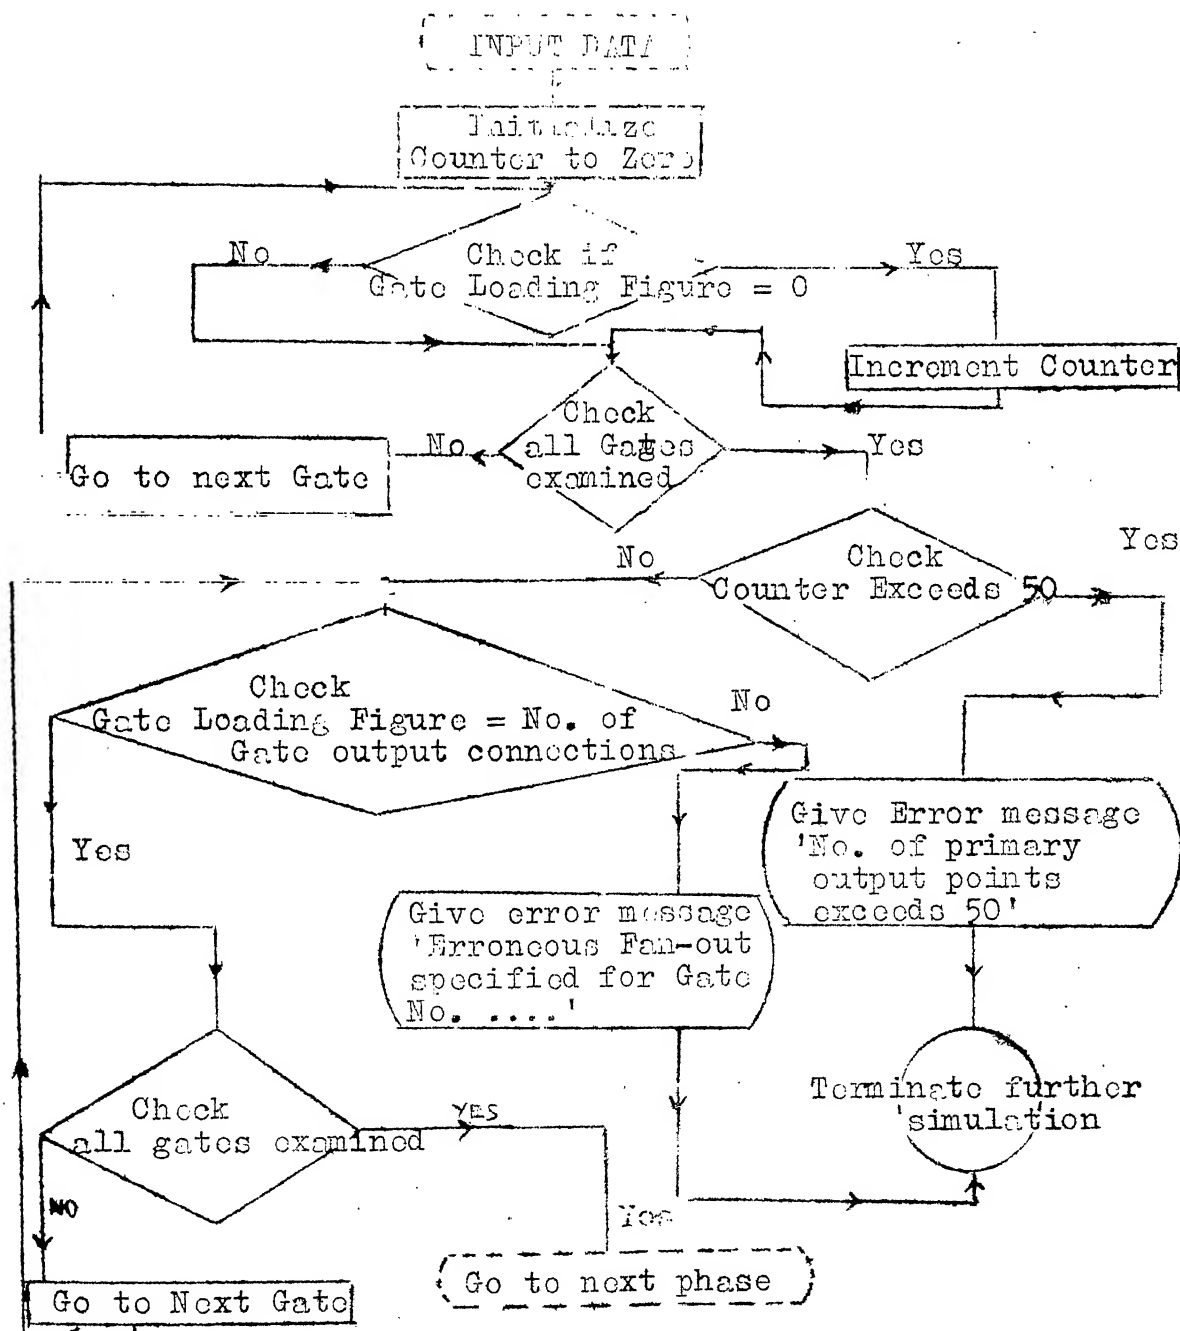 INPUT DATA
Initialize
Counter to Zero
No
Check if
Gate Loading Figure = 0
Yes
Increment Counter
Check
all Gates
examined
No
Yes
Go to next Gate
No
Check
Counter Exceeds 50
Yes
Check
Gate Loading Figure = No. of
Gate output connections
No
Yes
Give Error message
'No. of primary
output points
exceeds 50'
Give error message
'Erroneous Fan-out
specified for Gate
No. ....'
Terminate further
simulation
Check
all gates examined
YES
NO
Yes
Go to next phase
Go to Next Gate